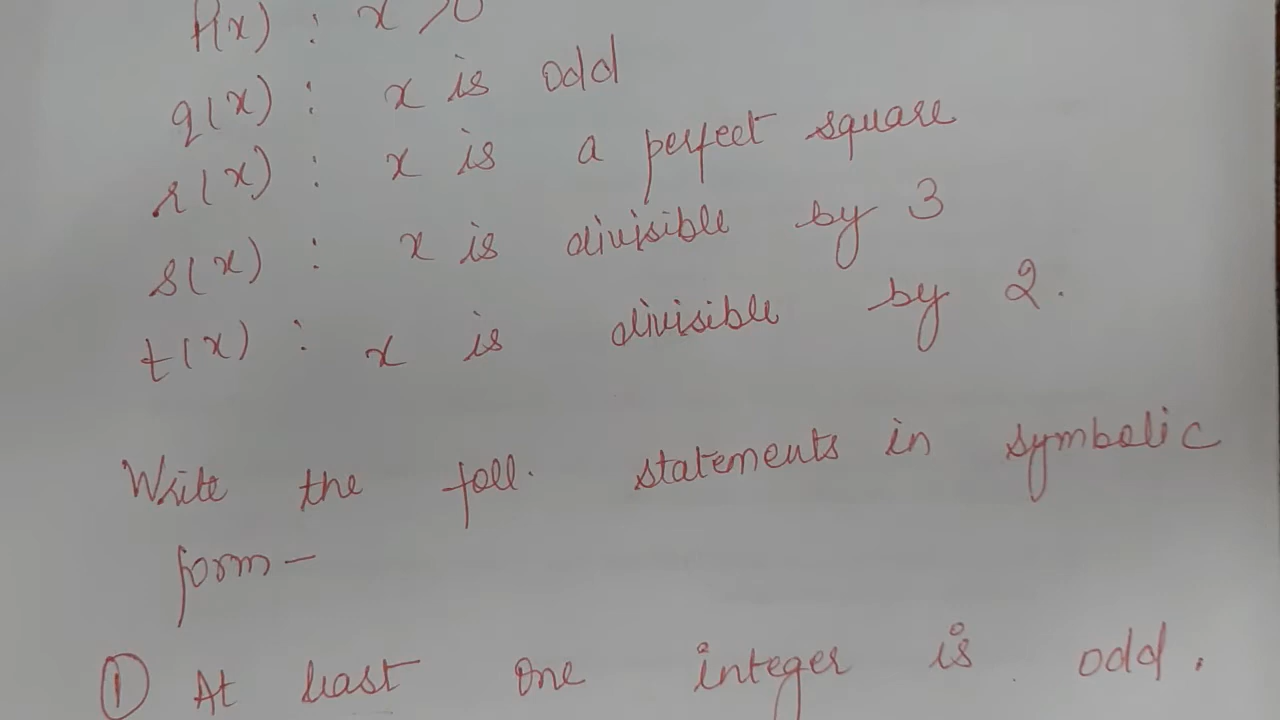 p(x) : x > 0
q(x) : x is odd
r(x) : x is a perfect square
s(x) : x is divisible by 3
t(x) : x is divisible by 2.
Write the foll. statements in symbolic
form-
① At least one integer is odd.